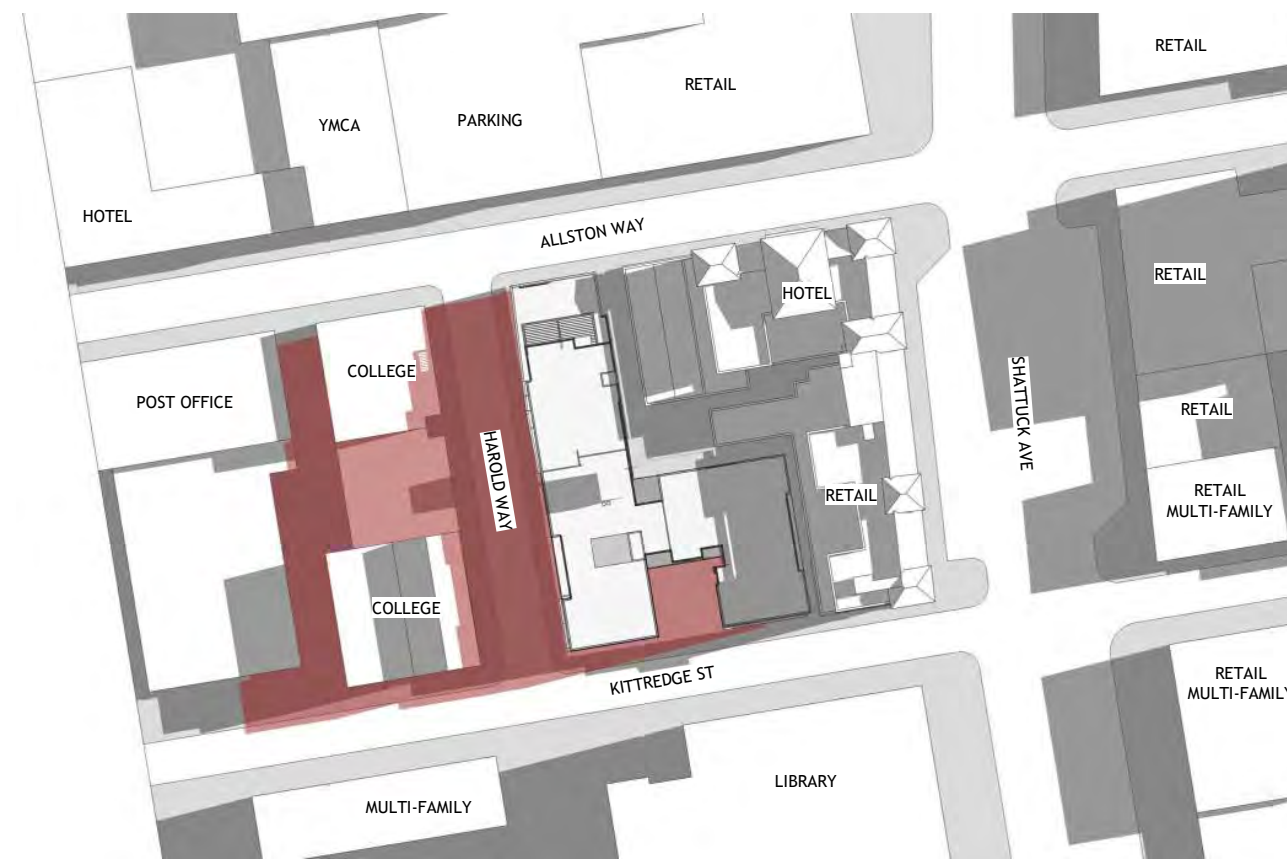 RETAIL
RETAIL
PARKING
YMCA
HOTEL
ALLSTON WAY
RETAIL
HOTEL
COLLEGE
POST OFFICE
SHATTUCK AVE
RETAIL
HAROLD WAY
RETAIL
RETAIL
MULTI-FAMILY
COLLEGE
KITTREDGE ST
RETAIL
MULTI-FAMILY
LIBRARY
MULTI-FAMILY